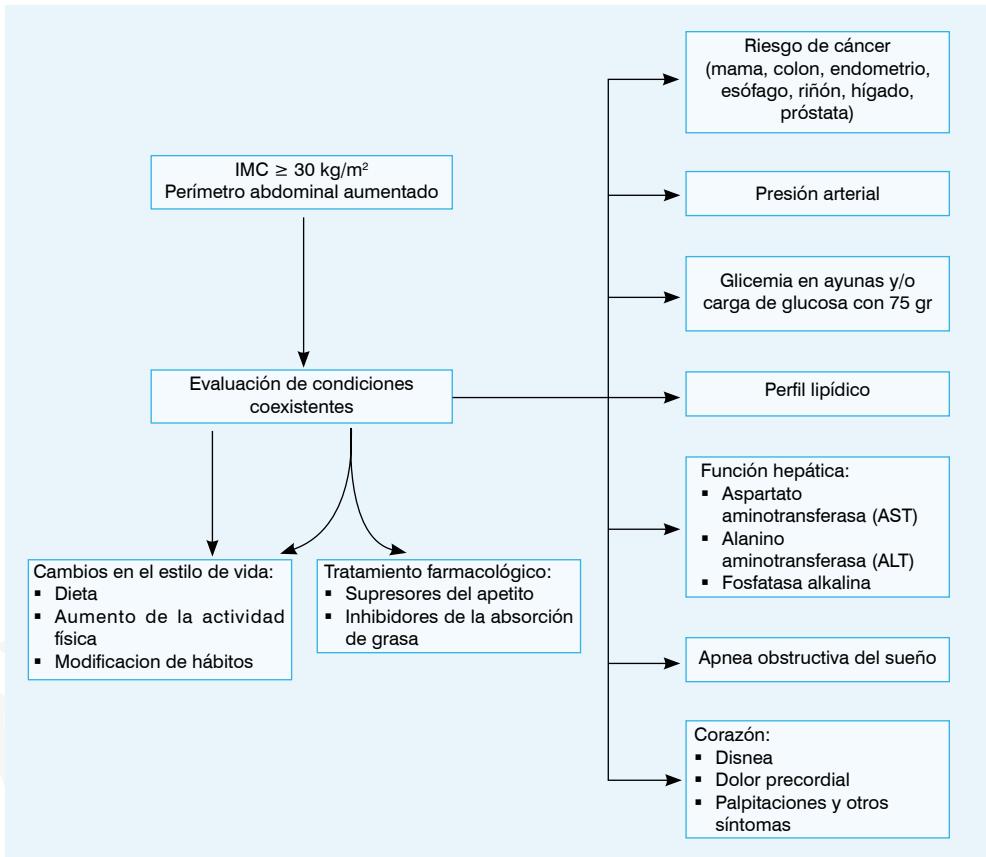 Riesgo de cáncer
(mama, colon, endometrio,
esófago, riñón, hígado,
próstata)
IMC ≥ 30 kg/m²
Perímetro abdominal aumentado
Presión arterial
Glicemia en ayunas y/o
carga de glucosa con 75 gr
Evaluación de condiciones
coexistentes
Perfil lipídico
Función hepática:
▪ Aspartato
aminotransferasa (AST)
▪ Alanino
aminotransferasa (ALT)
▪ Fosfatasa alkalina
Cambios en el estilo de vida:
▪ Dieta
▪ Aumento de la actividad
física
▪ Modificacion de hábitos
Tratamiento farmacológico:
▪ Supresores del apetito
▪ Inhibidores de la absorción
de grasa
Apnea obstructiva del sueño
Corazón:
▪ Disnea
▪ Dolor precordial
▪ Palpitaciones y otros
síntomas